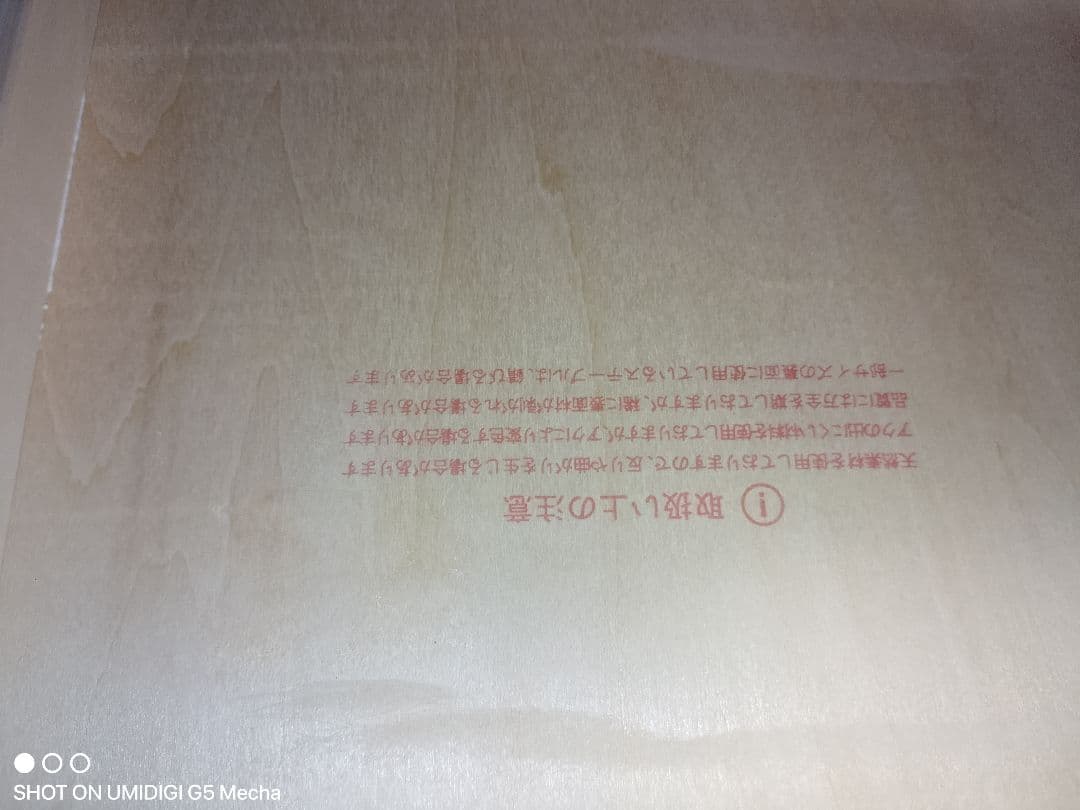 取扱い上の注意
天然素材を使用しておりますので、反りや曲がりを生じる場合があります
アクの出にくい材料を使用しておりますが、アクにより変色する場合があります
品質には万全を期しておりますが、稀に表面材が剥がれる場合があります
一部サイズの裏面に使用しているステープルは、錆びる場合があります
SHOT ON UMIDIGI G5 Mecha